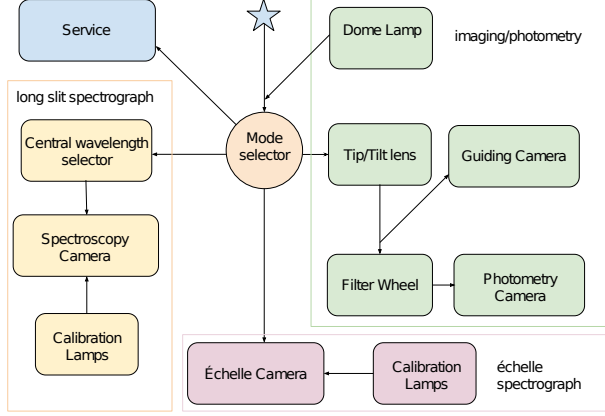 Service
Dome Lamp
imaging/photometry
long slit spectrograph
Mode
selector
Central wavelength
selector
Tip/Tilt lens
Guiding Camera
Spectroscopy
Camera
Filter Wheel
Photometry
Camera
Calibration
Lamps
Échelle Camera
Calibration
Lamps
échelle
spectrograph